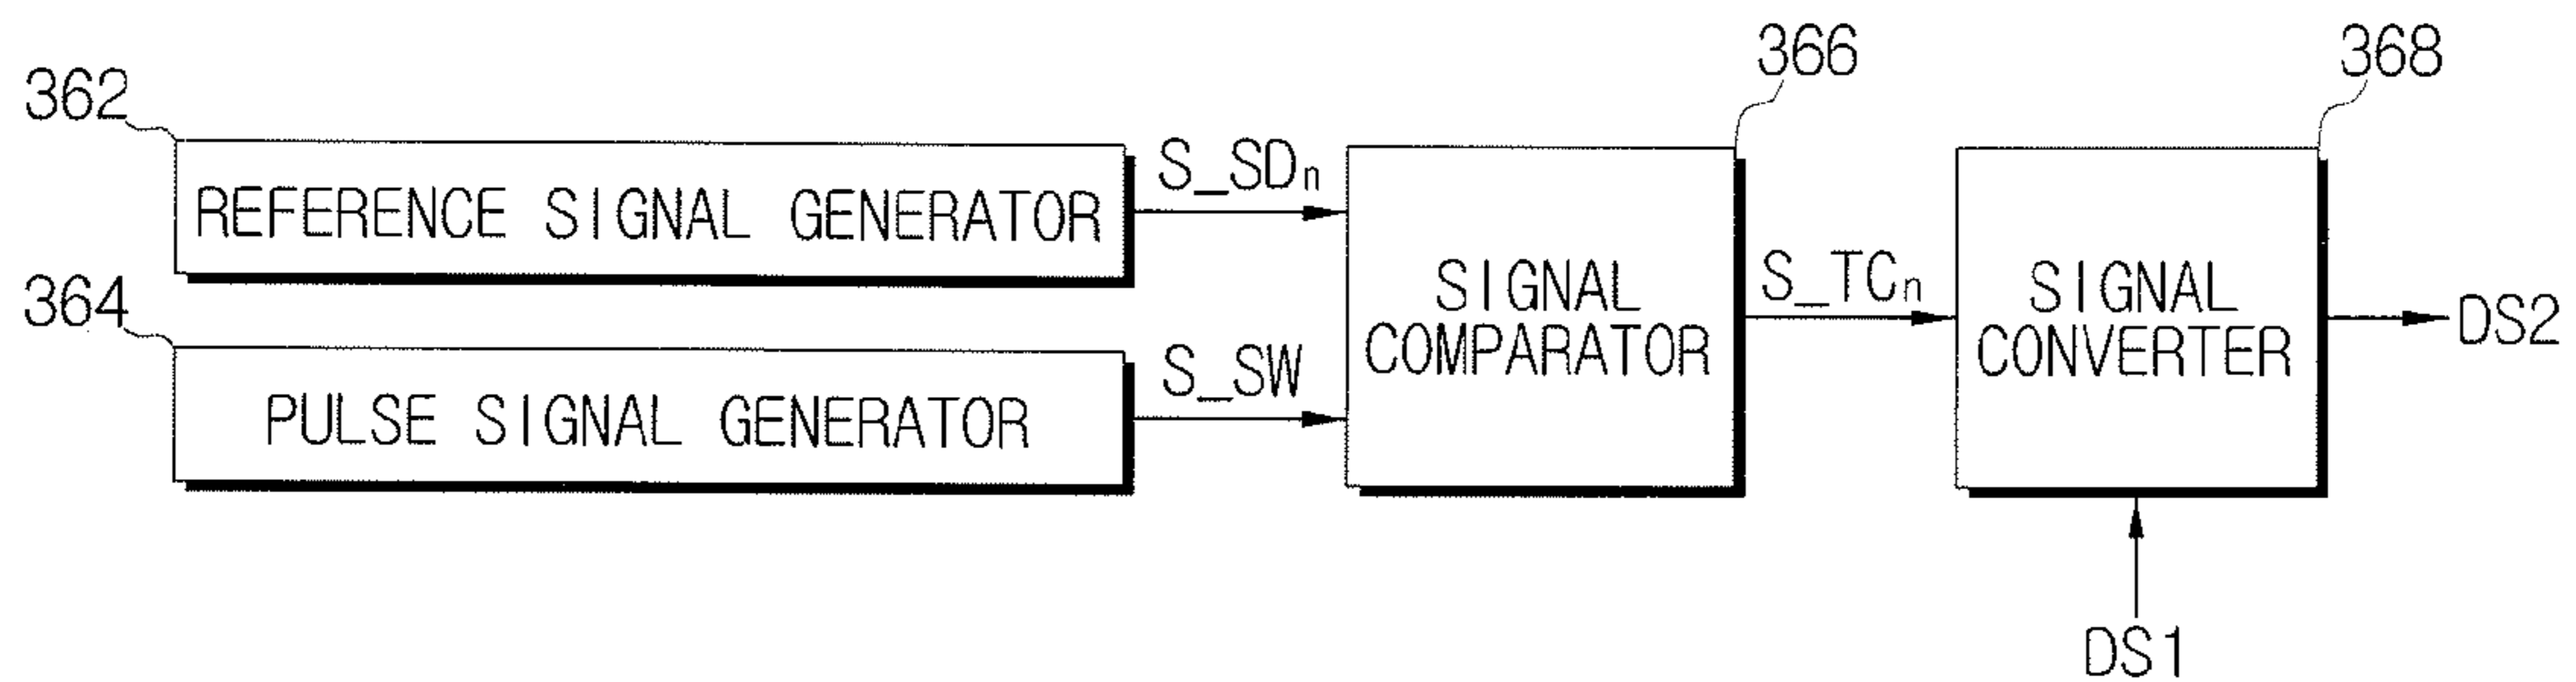 362
REFERENCE SIGNAL GENERATOR
S_SDn
364
PULSE SIGNAL GENERATOR
S_SW
366
SIGNAL
COMPARATOR
S_TCn
368
SIGNAL
CONVERTER
DS2
DS1